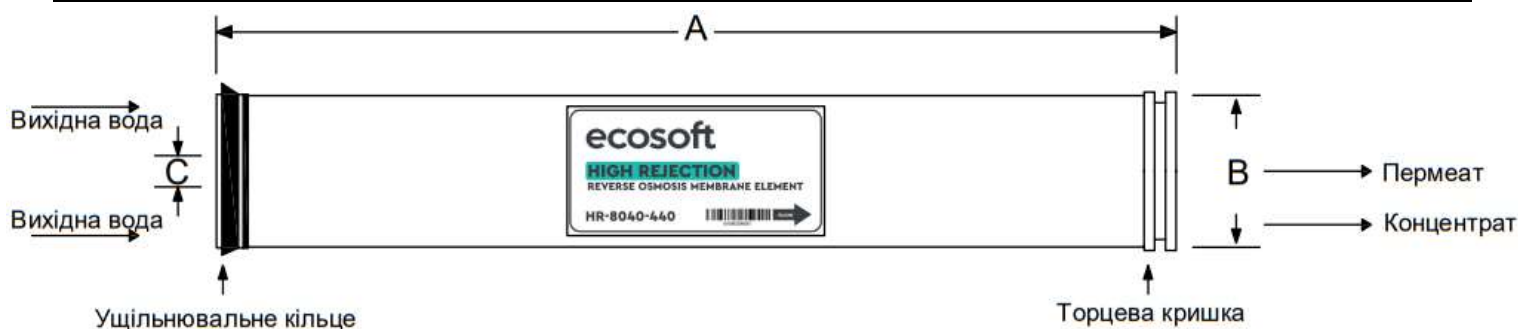 A
Вихідна вода
C
Вихідна вода
ecosoft
HIGH REJECTION
REVERSE OSMOSIS MEMBRANE ELEMENT
HR-8040-440
B
Пермеат
Концентрат
Ущільнювальне кільце
Торцева кришка